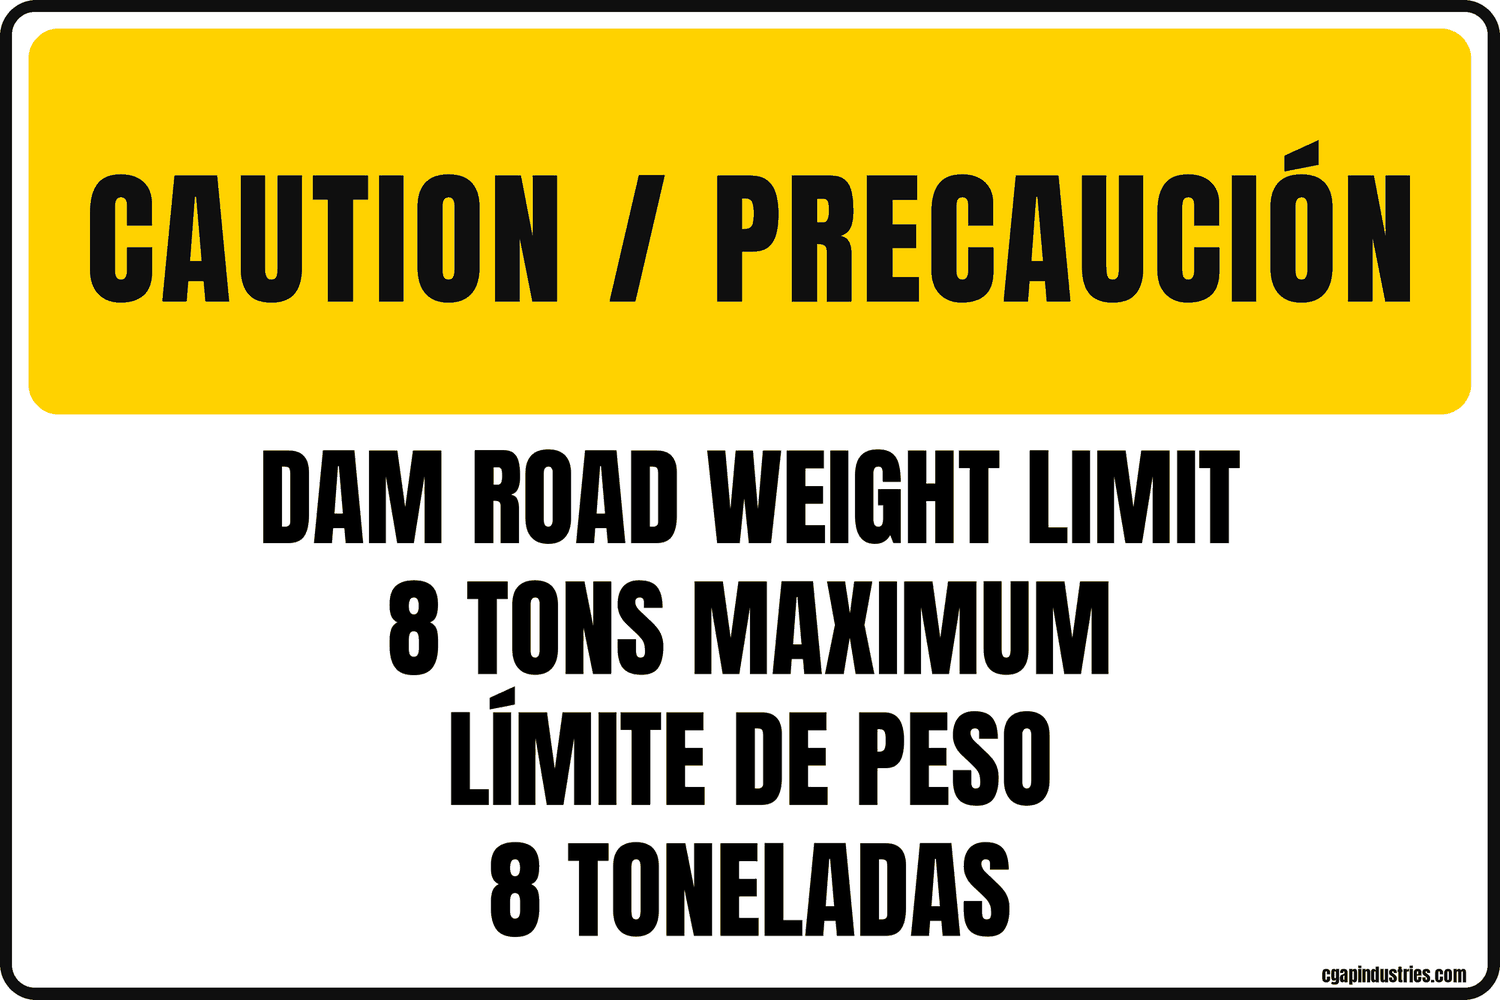 CAUTION / PRECAUCIÓN
DAM ROAD WEIGHT LIMIT
8 TONS MAXIMUM
LÍMITE DE PESO
8 TONELADAS
cgapindustries.com